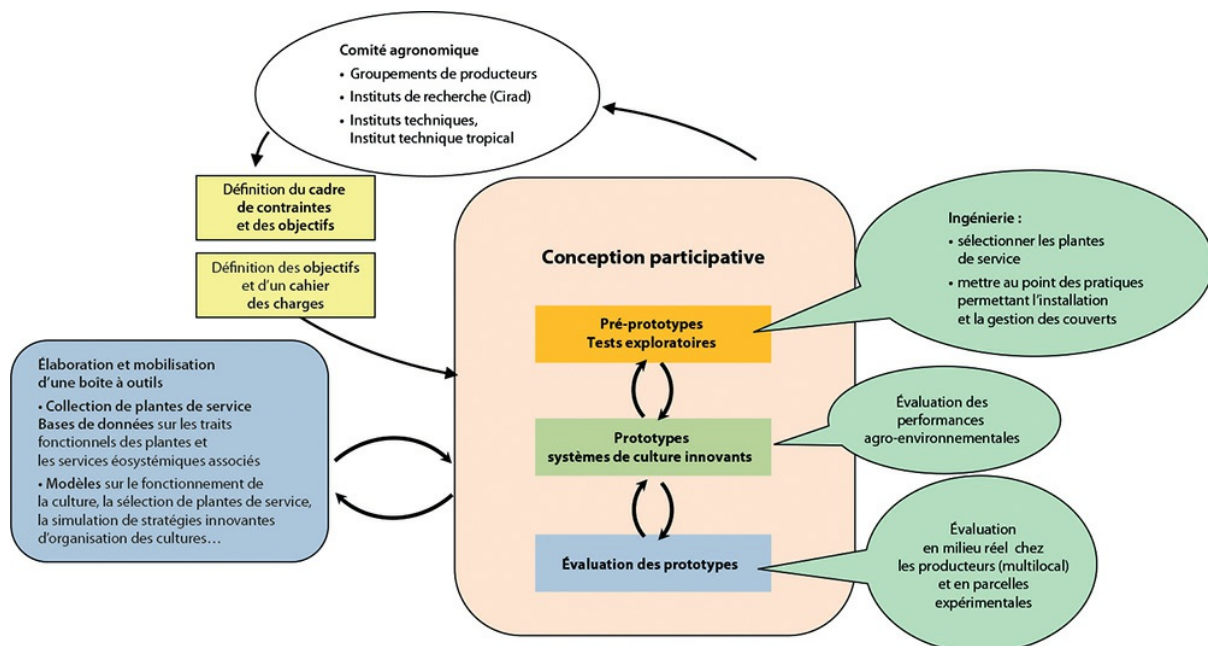 Comité agronomique
• Groupements de producteurs
• Instituts de recherche (Cirad)
• Instituts techniques,
Institut technique tropical
Définition du cadre
de contraintes
et des objectifs
Définition des objectifs
et d'un cahier
des charges
Élaboration et mobilisation
d'une boîte à outils
• Collection de plantes de service
Bases de données sur les traits
fonctionnels des plantes et
les services éosystémiques associés
• Modèles sur le fonctionnement de
la culture, la sélection de plantes de service,
la simulation de stratégies innovantes
d'organisation des cultures…
Conception participative
Pré-prototypes
Tests exploratoires
Prototypes
systèmes de culture innovants
Évaluation des prototypes
Ingénierie :
• sélectionner les plantes
de service
• mettre au point des pratiques
permettant l'installation
et la gestion des couverts
Évaluation des
performances
agro-environnementales
Évaluation
en milieu réel chez
les producteurs (multilocal)
et en parcelles
expérimentales